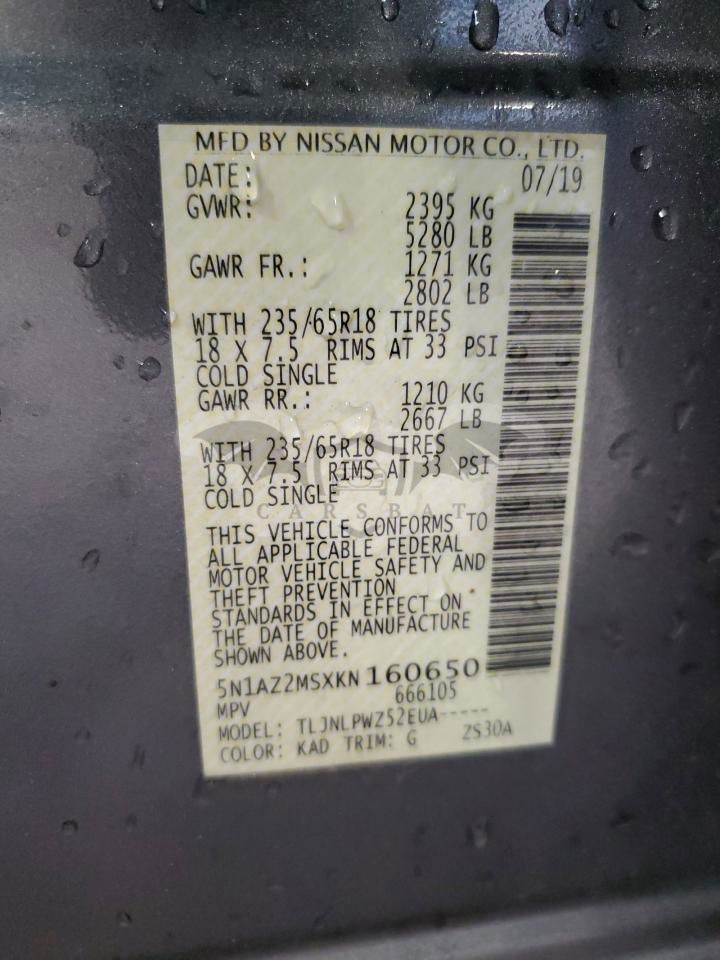 MFD BY NISSAN MOTOR CO., LTD.
DATE: 07/19
GVWR: 2395 KG
5280 LB
GAWR FR.: 1271 KG
2802 LB
WITH 235/65R18 TIRES
18 X 7.5 RIMS AT 33 PSI
COLD SINGLE
GAWR RR.: 1210 KG
2667 LB
WITH 235/65R18 TIRES
18 X 7.5 RIMS AT 33 PSI
COLD SINGLE
CARSBAT
THIS VEHICLE CONFORMS TO
ALL APPLICABLE FEDERAL
MOTOR VEHICLE SAFETY AND
THEFT PREVENTION
STANDARDS IN EFFECT ON
THE DATE OF MANUFACTURE
SHOWN ABOVE.
5N1AZ2MSXKN160650
MPV 666105
MODEL: TLJNLPWZ52EUA-----
COLOR: KAD TRIM: G ZS30A